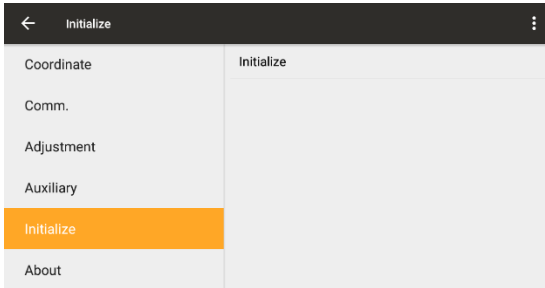 Initialize
Coordinate
Comm.
Adjustment
Auxiliary
Initialize
About
Initialize